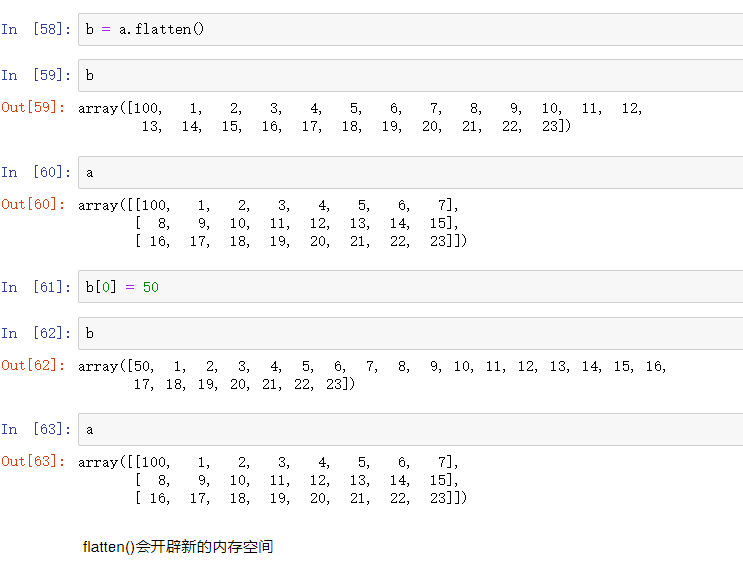 In [58]: b = a.flatten()
In [59]: b
Out[59]: array([100, 1, 2, 3, 4, 5, 6, 7, 8, 9, 10, 11, 12,
13, 14, 15, 16, 17, 18, 19, 20, 21, 22, 23])
In [60]: a
Out[60]: array([[100, 1, 2, 3, 4, 5, 6, 7],
[ 8, 9, 10, 11, 12, 13, 14, 15],
[ 16, 17, 18, 19, 20, 21, 22, 23]])
In [61]: b[0] = 50
In [62]: b
Out[62]: array([50, 1, 2, 3, 4, 5, 6, 7, 8, 9, 10, 11, 12, 13, 14, 15, 16,
17, 18, 19, 20, 21, 22, 23])
In [63]: a
Out[63]: array([[100, 1, 2, 3, 4, 5, 6, 7],
[ 8, 9, 10, 11, 12, 13, 14, 15],
[ 16, 17, 18, 19, 20, 21, 22, 23]])
flatten()会开辟新的内存空间